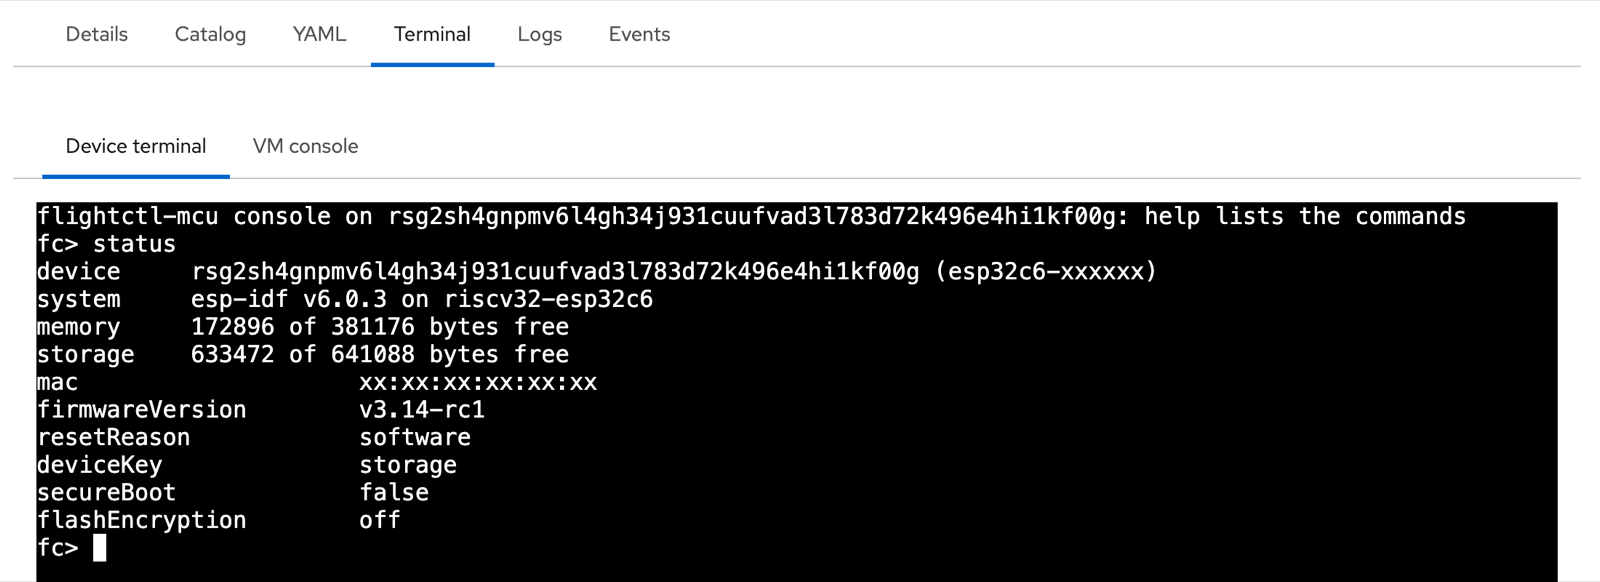 Details Catalog YAML Terminal Logs Events
Device terminal VM console
flightctl-mcu console on rsg2sh4gnpmv6l4gh34j931cuufvad3l783d72k496e4hi1kf00g: help lists the commands
fc> status
device rsg2sh4gnpmv6l4gh34j931cuufvad3l783d72k496e4hi1kf00g (esp32c6-xxxxxx)
system esp-idf v6.0.3 on riscv32-esp32c6
memory 172896 of 381176 bytes free
storage 633472 of 641088 bytes free
mac xx:xx:xx:xx:xx:xx
firmwareVersion v3.14-rc1
resetReason software
deviceKey storage
secureBoot false
flashEncryption off
fc>